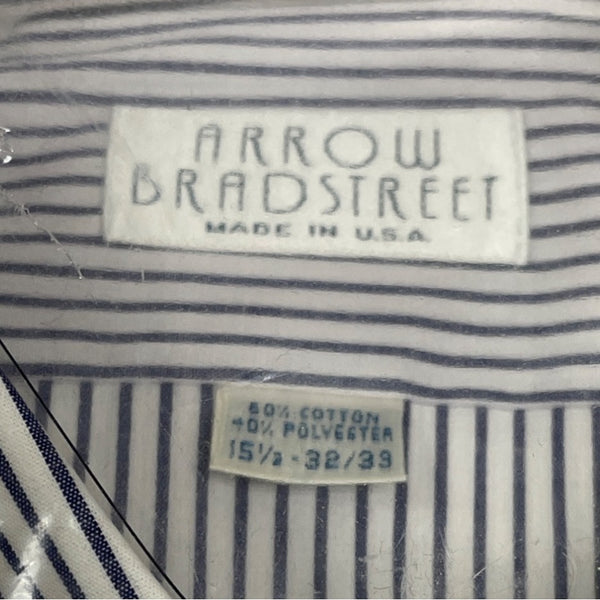 ARROW
BRADSTREET
MADE IN U.S.A.
60% COTTON
40% POLYESTER
15½ - 32/33